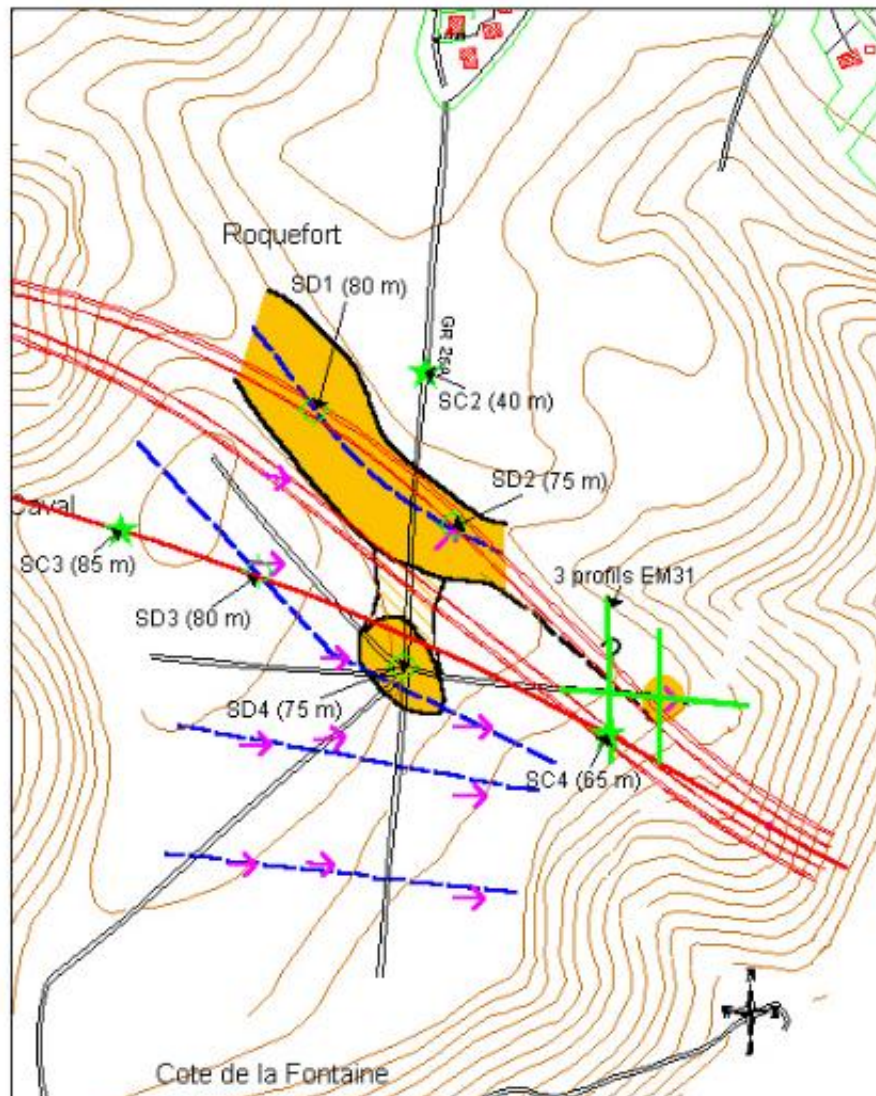 Roquefort
SD1 (80 m)
GR 26
SC2 (40 m)
SD2 (75 m)
Caval
SC3 (85 m)
3 profils EM31
SD3 (80 m)
?
SD4 (75 m)
SC4 (65 m)
Cote de la Fontaine